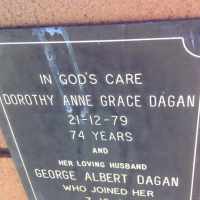 IN GOD'S CARE
DOROTHY ANNE GRACE DAGAN
21-12-79
74 YEARS
AND
HER LOVING HUSBAND
GEORGE ALBERT DAGAN
WHO JOINED HER